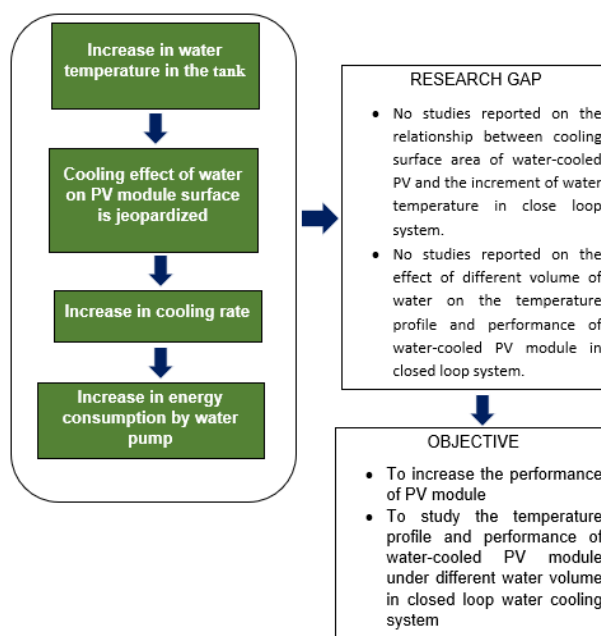 Increase in water
temperature in the tank
Cooling effect of water
on PV module surface
is jeopardized
Increase in cooling rate
Increase in energy
consumption by water
pump
RESEARCH GAP
• No studies reported on the
relationship between cooling
surface area of water-cooled
PV and the increment of water
temperature in close loop
system.
• No studies reported on the
effect of different volume of
water on the temperature
profile and performance of
water-cooled PV module in
closed loop system.
OBJECTIVE
• To increase the performance
of PV module
• To study the temperature
profile and performance of
water-cooled PV module
under different water volume
in closed loop water cooling
system